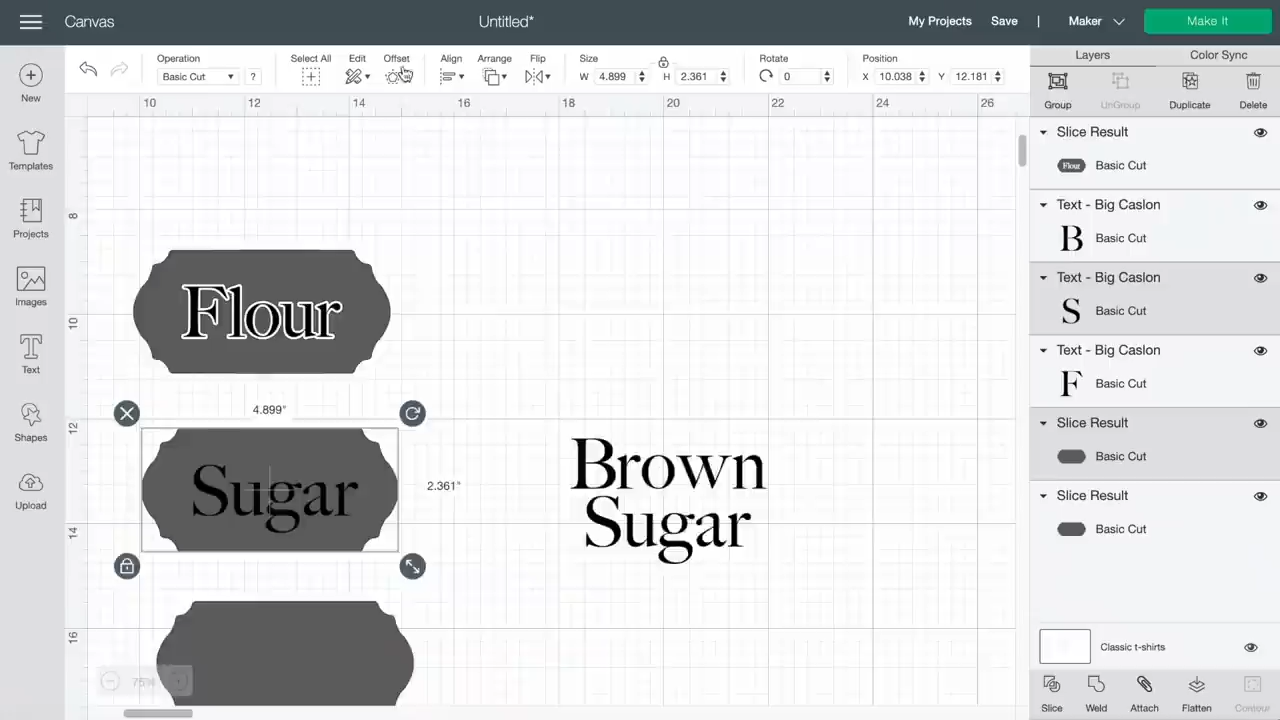 Canvas
Untitled*
My Projects
Save
|
Maker
Make It
Operation
Basic Cut
?
Select All
Edit
Offset
Align
Arrange
Flip
Size
W 4.899
H 2.361
Rotate
0
Position
X 10.038
Y 12.181
Layers
Color Sync
Group
UnGroup
Duplicate
Delete
New
Templates
Projects
Images
Text
Shapes
Upload
10 12 14 16 18 20 22 24 26
8
10
12
14
16
Flour
4.899"
2.361"
Sugar
Brown
Sugar
75%
Slice Result
Flour
Basic Cut
Text - Big Caslon
B
Basic Cut
Text - Big Caslon
S
Basic Cut
Text - Big Caslon
F
Basic Cut
Slice Result
Basic Cut
Slice Result
Basic Cut
Classic t-shirts
Slice
Weld
Attach
Flatten
Contour